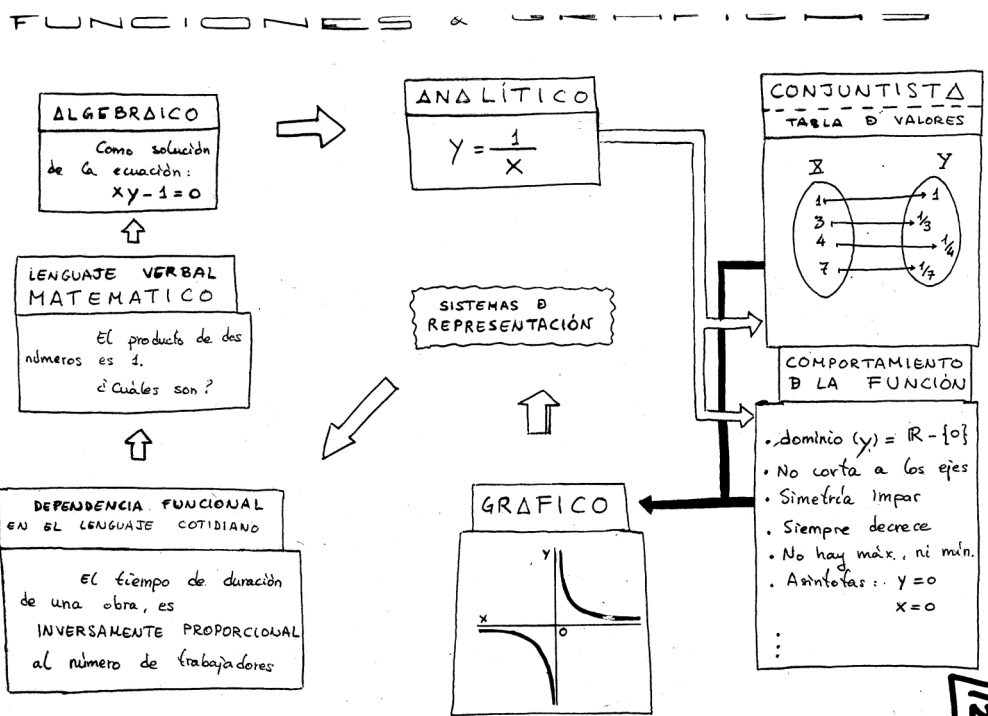 FUNCIONES &
ALGEBRAICO
Como solución
de la ecuación:
xy-1=0
ANALÍTICO
Y = 1/X
CONJUNTISTA
TABLA D VALORES
X Y
1 1
3 1/3
4 1/4
7 1/7
LENGUAJE VERBAL
MATEMATICO
El producto de dos
números es 1.
¿Cuáles son?
SISTEMAS D
REPRESENTACIÓN
COMPORTAMIENTO
D LA FUNCIÓN
• dominio (y) = ℝ - {0}
• No corta a los ejes
• Simetría impar
• Siempre decrece
• No hay máx., ni mín.
• Asíntotas: y=0
x=0
DEPENDENCIA FUNCIONAL
EN EL LENGUAJE COTIDIANO
El tiempo de duración
de una obra, es
INVERSAMENTE PROPORCIONAL
al número de trabajadores
GRAFICO
Y
X
0